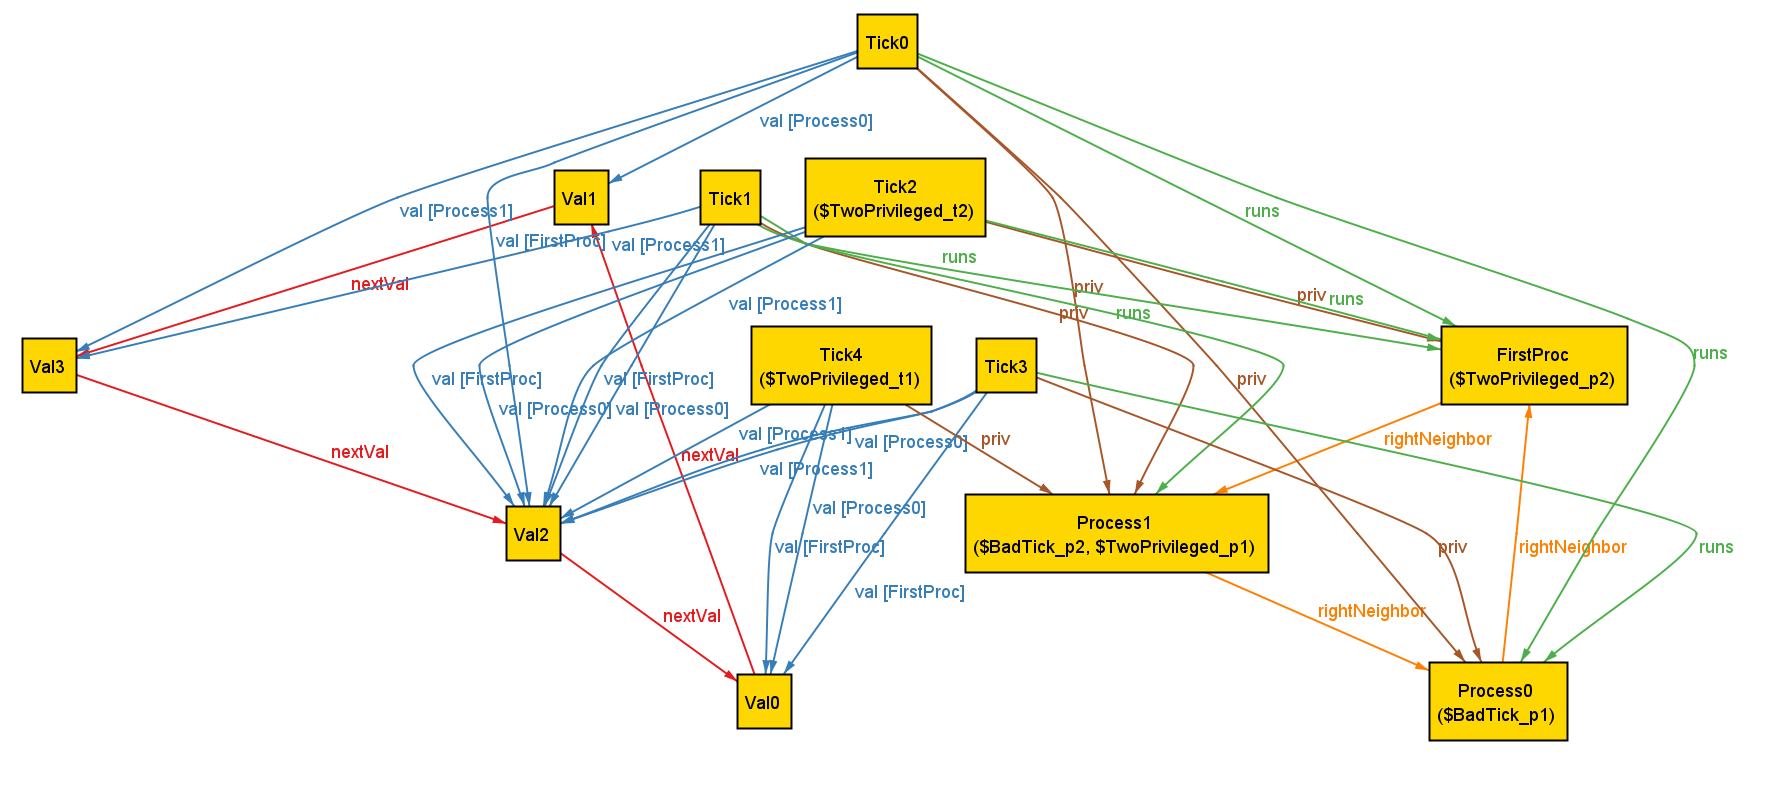 Tick0
val [Process0]
Val1
Tick1
Tick2
($TwoPrivileged_t2)
val [Process1]
runs
val [FirstProc]
val [Process1]
runs
nextVal
priv
priv
runs
val [Process1]
priv
runs
Val3
Tick4
($TwoPrivileged_t1)
Tick3
FirstProc
($TwoPrivileged_p2)
runs
val [FirstProc]
val [FirstProc]
priv
val [Process0]
val [Process0]
nextVal
nextVal
val [Process1]
val [Process0]
priv
rightNeighbor
val [Process1]
val [Process0]
Val2
Process1
($BadTick_p2, $TwoPrivileged_p1)
val [FirstProc]
priv
rightNeighbor
runs
val [FirstProc]
nextVal
rightNeighbor
Val0
Process0
($BadTick_p1)